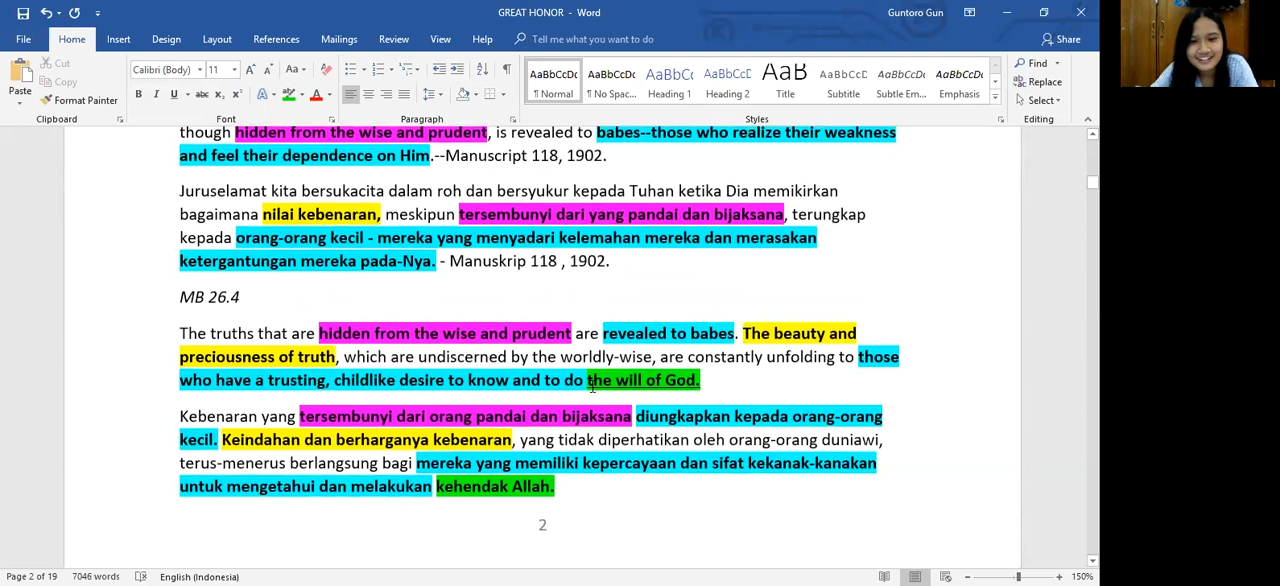 GREAT HONOR - Word
Guntoro Gun
File Home Insert Design Layout References Mailings Review View Help Tell me what you want to do Share
Paste
Cut
Copy
Format Painter
Clipboard
Calibri (Body) 11
Font
Paragraph
AaBbCcDc AaBbCcDc AaBbCcD AaBbCcD AaB AaBbCcDc AaBbCcDc AaBbCcDc
¶ Normal ¶ No Spac... Heading 1 Heading 2 Title Subtitle Subtle Em... Emphasis
Styles
Find
Replace
Select
Editing
though hidden from the wise and prudent, is revealed to babes--those who realize their weakness
and feel their dependence on Him.--Manuscript 118, 1902.
Juruselamat kita bersukacita dalam roh dan bersyukur kepada Tuhan ketika Dia memikirkan
bagaimana nilai kebenaran, meskipun tersembunyi dari yang pandai dan bijaksana, terungkap
kepada orang-orang kecil - mereka yang menyadari kelemahan mereka dan merasakan
ketergantungan mereka pada-Nya. - Manuskrip 118 , 1902.
MB 26.4
The truths that are hidden from the wise and prudent are revealed to babes. The beauty and
preciousness of truth, which are undiscerned by the worldly-wise, are constantly unfolding to those
who have a trusting, childlike desire to know and to do the will of God.
Kebenaran yang tersembunyi dari orang pandai dan bijaksana diungkapkan kepada orang-orang
kecil. Keindahan dan berharganya kebenaran, yang tidak diperhatikan oleh orang-orang duniawi,
terus-menerus berlangsung bagi mereka yang memiliki kepercayaan dan sifat kekanak-kanakan
untuk mengetahui dan melakukan kehendak Allah.
2
Page 2 of 19 7046 words English (Indonesia) 150%